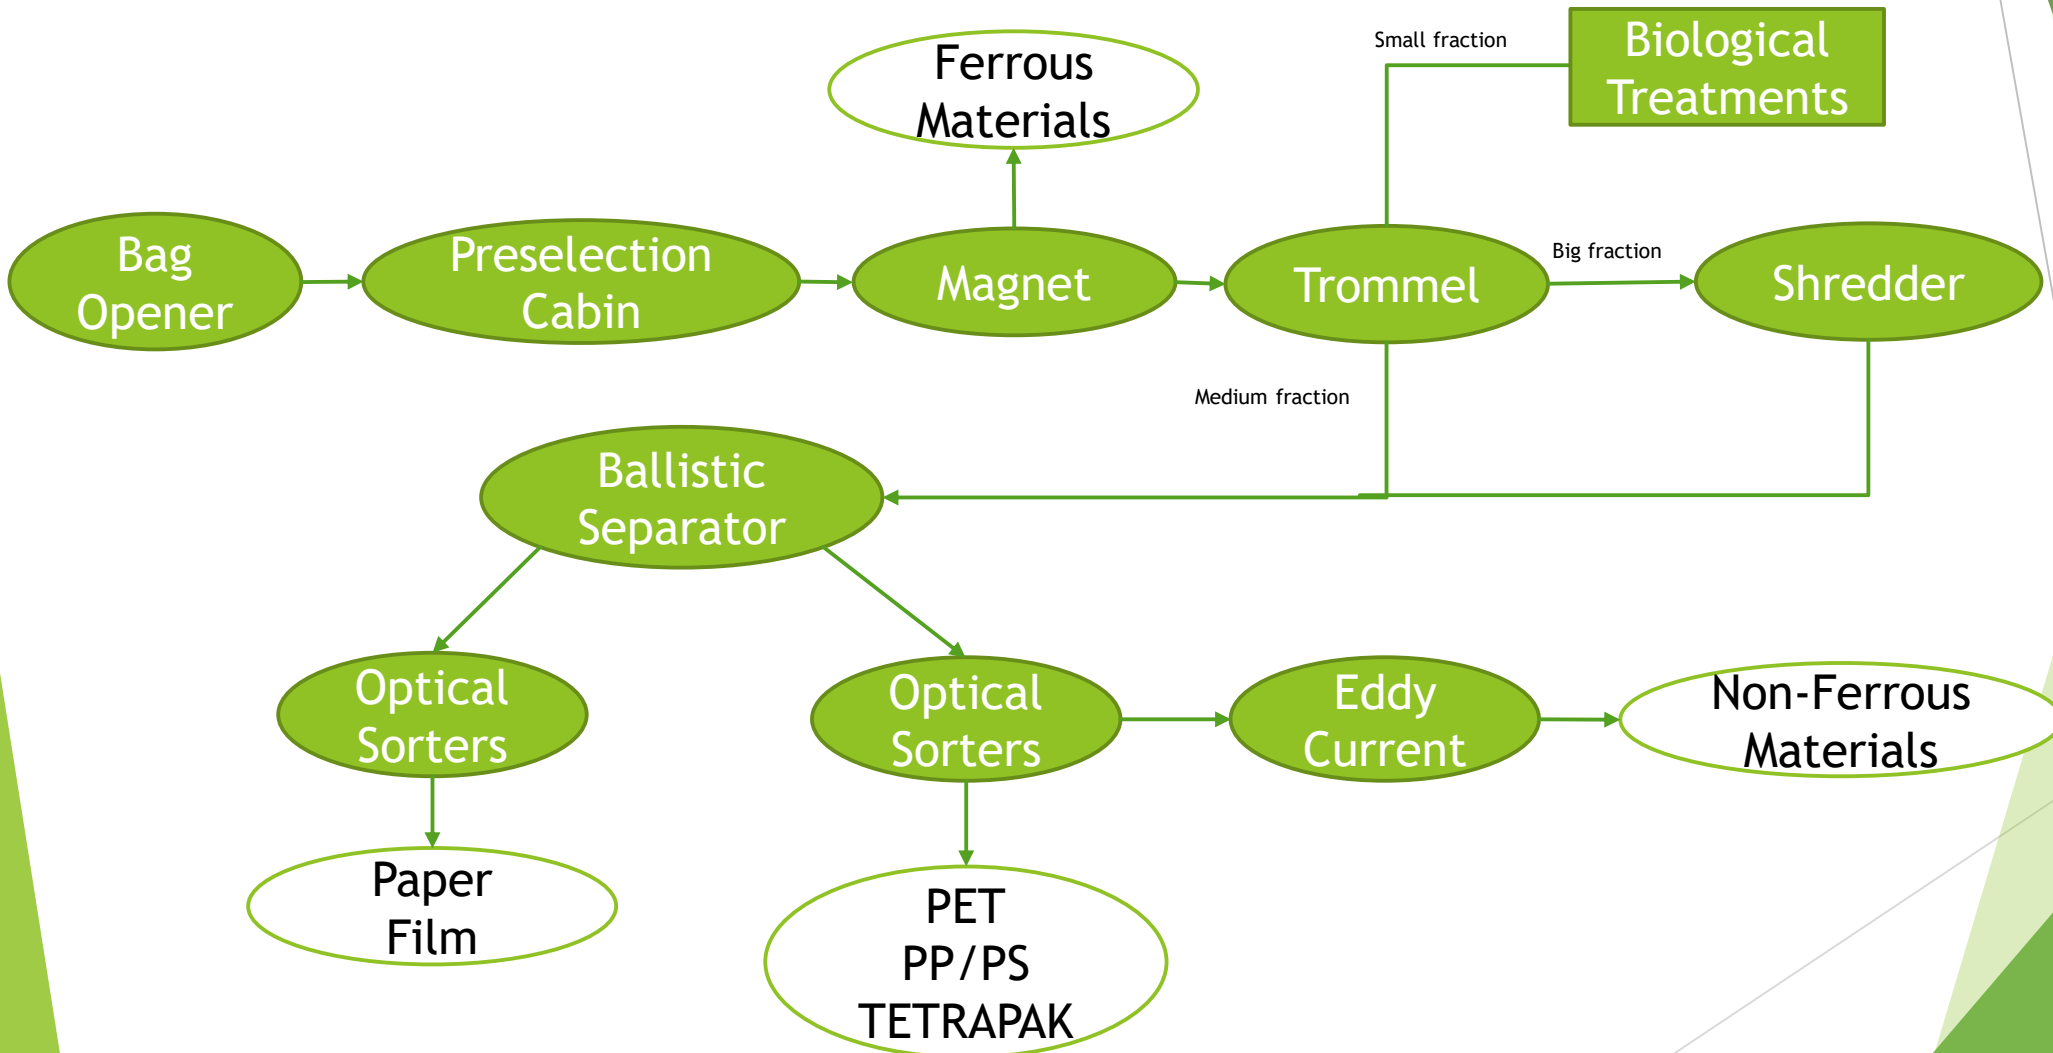 Ferrous
Materials
Small fraction
Biological
Treatments
Bag
Opener
Preselection
Cabin
Magnet
Trommel
Big fraction
Shredder
Medium fraction
Ballistic
Separator
Optical
Sorters
Optical
Sorters
Eddy
Current
Non-Ferrous
Materials
Paper
Film
PET
PP/PS
TETRAPAK